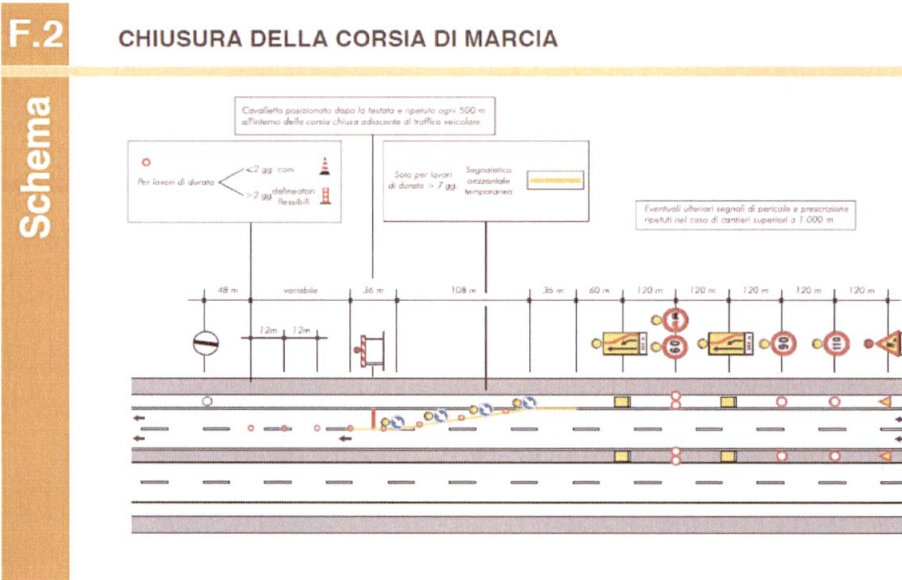 F.2
CHIUSURA DELLA CORSIA DI MARCIA
Schema
Cavalletto posizionato dopo la testata e ripetuto ogni 500 m
all'interno della corsia chiusa adiacente al traffico veicolare
Per lavori di durata
<2 gg. coni
>2 gg delineatori
flessibili
Solo per lavori
di durata > 7 gg.
Segnaletica
orizzontale
temporanea
Eventuali ulteriori segnali di pericolo e prescrizione
ripetuti nel caso di cantieri superiori a 1.000 m
48 m variabile 36 m 108 m 36 m 60 m 120 m 120 m 120 m 120 m 120 m
12m 12m
60 90 110